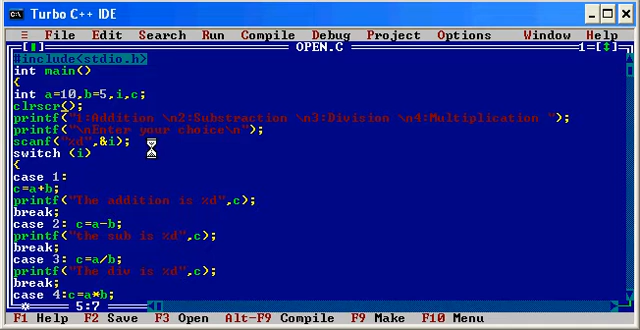 Turbo C++ IDE
≡ File Edit Search Run Compile Debug Project Options Window Help
OPEN.C 1=[↕]
#include<stdio.h>
int main()
{
int a=10,b=5,i,c;
clrscr();
printf("1:Addition \n2:Substraction \n3:Division \n4:Multiplication ");
printf("\nEnter your choice\n");
scanf("%d",&i);
switch (i)
{
case 1:
c=a+b;
printf("The addition is %d",c);
break;
case 2: c=a-b;
printf("the sub is %d",c);
break;
case 3: c=a/b;
printf("The div is %d",c);
break;
case 4:c=a*b;
5:7
F1 Help F2 Save F3 Open Alt-F9 Compile F9 Make F10 Menu